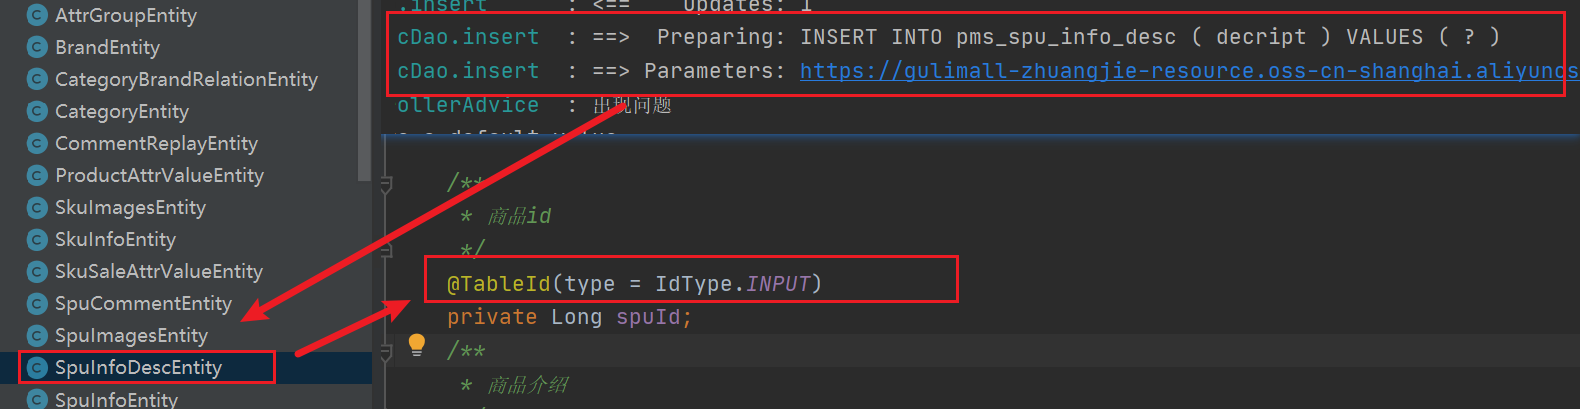 AttrGroupEntity
BrandEntity
CategoryBrandRelationEntity
CategoryEntity
CommentReplayEntity
ProductAttrValueEntity
SkuImagesEntity
SkuInfoEntity
SkuSaleAttrValueEntity
SpuCommentEntity
SpuImagesEntity
SpuInfoDescEntity
SpuInfoEntity
.insert : <== Updates: 1
cDao.insert : ==> Preparing: INSERT INTO pms_spu_info_desc ( decript ) VALUES ( ? )
cDao.insert : ==> Parameters: https://gulimall-zhuangjie-resource.oss-cn-shanghai.aliyuncs
ollerAdvice : 出现问题
default value
/**
* 商品id
*/
@TableId(type = IdType.INPUT)
private Long spuId;
/**
* 商品介绍